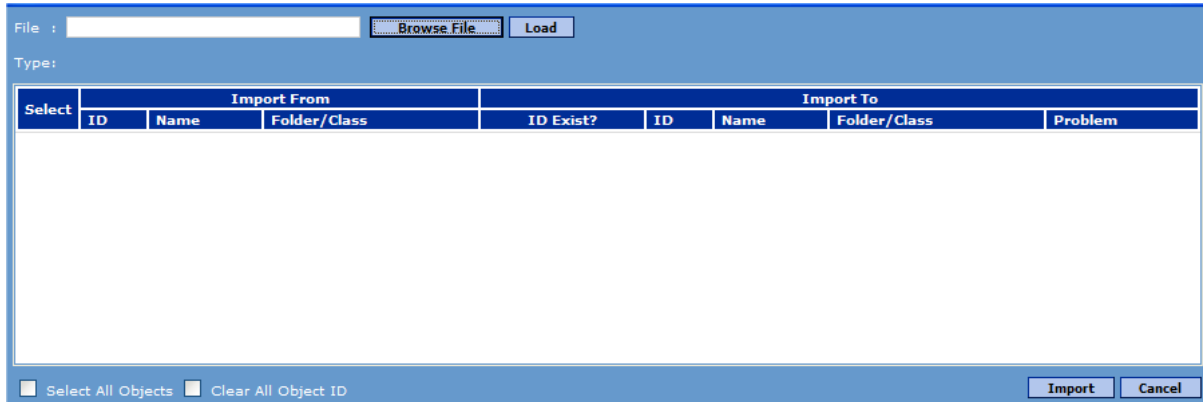 File : Browse File Load
Type:
Select Import From Import To
ID Name Folder/Class ID Exist? ID Name Folder/Class Problem
Select All Objects Clear All Object ID Import Cancel